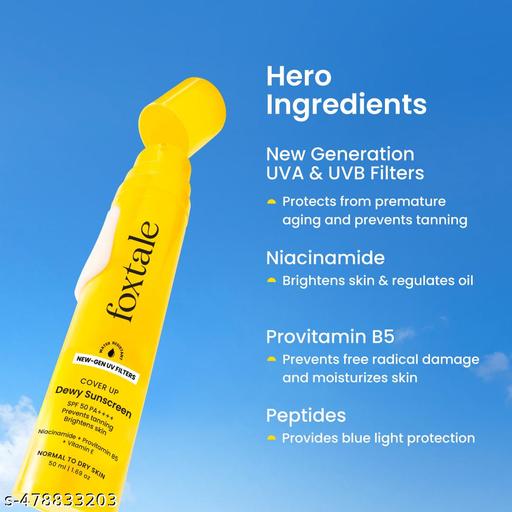 Hero
Ingredients
New Generation
UVA & UVB Filters
Protects from premature
aging and prevents tanning
Niacinamide
Brightens skin & regulates oil
Provitamin B5
Prevents free radical damage
and moisturizes skin
Peptides
Provides blue light protection
foxtale
WATER RESISTANT
NEW-GEN UV FILTERS
COVER UP
Dewy Sunscreen
SPF 50 PA++++
Prevents tanning
Brightens skin
Niacinamide + Provitamin B5
+ Vitamin E
NORMAL TO DRY SKIN
50 ml | 1.69 oz
s-478833203